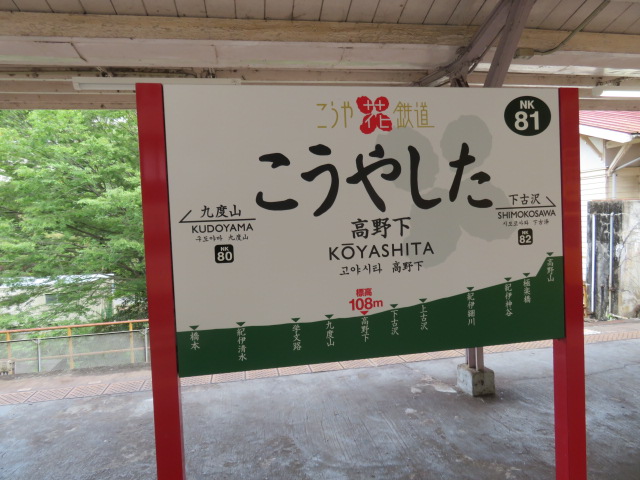 こうや花鉄道
NK
81
こうやした
九度山
KUDOYAMA
구도야마 九度山
NK
80
高野下
KŌYASHITA
고야시타 高野下
下古沢
SHIMOKOSAWA
시모코사와 下古泽
NK
82
標高
108m
橋本
紀伊清水
学文路
九度山
高野下
下古沢
上古沢
紀伊細川
紀伊神谷
極楽橋
高野山